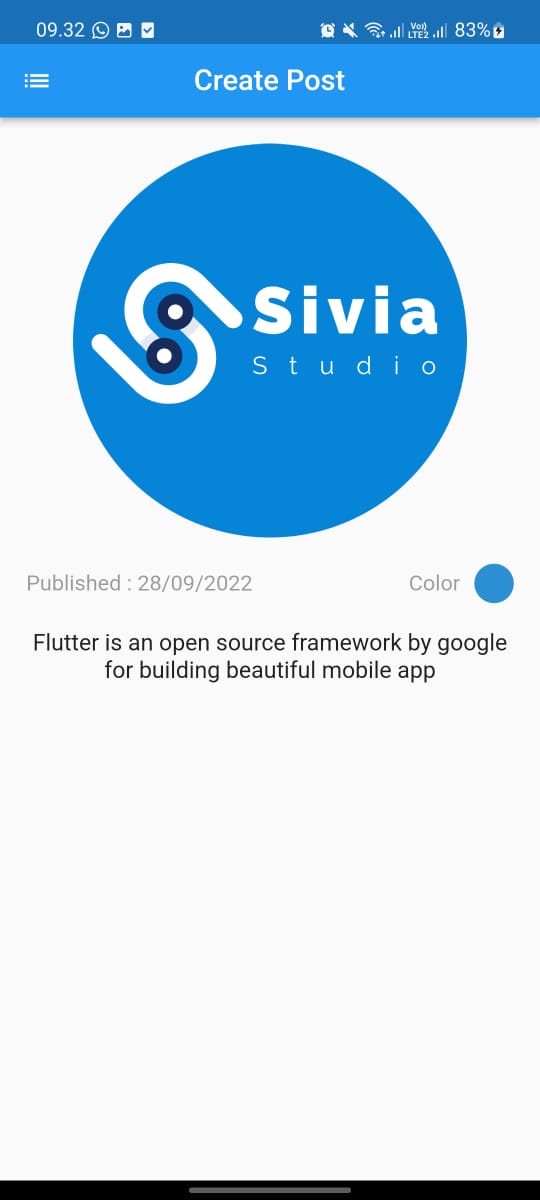 09.32 Vo)) LTE2 83%
Create Post
Sivia
Studio
Published : 28/09/2022 Color
Flutter is an open source framework by google
for building beautiful mobile app